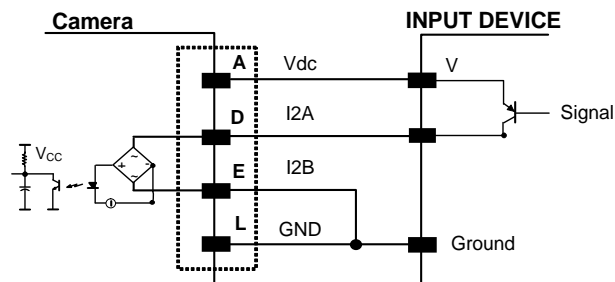 Camera
INPUT DEVICE
A
Vdc
V
D
I2A
Signal
VCC
E
I2B
L
GND
Ground